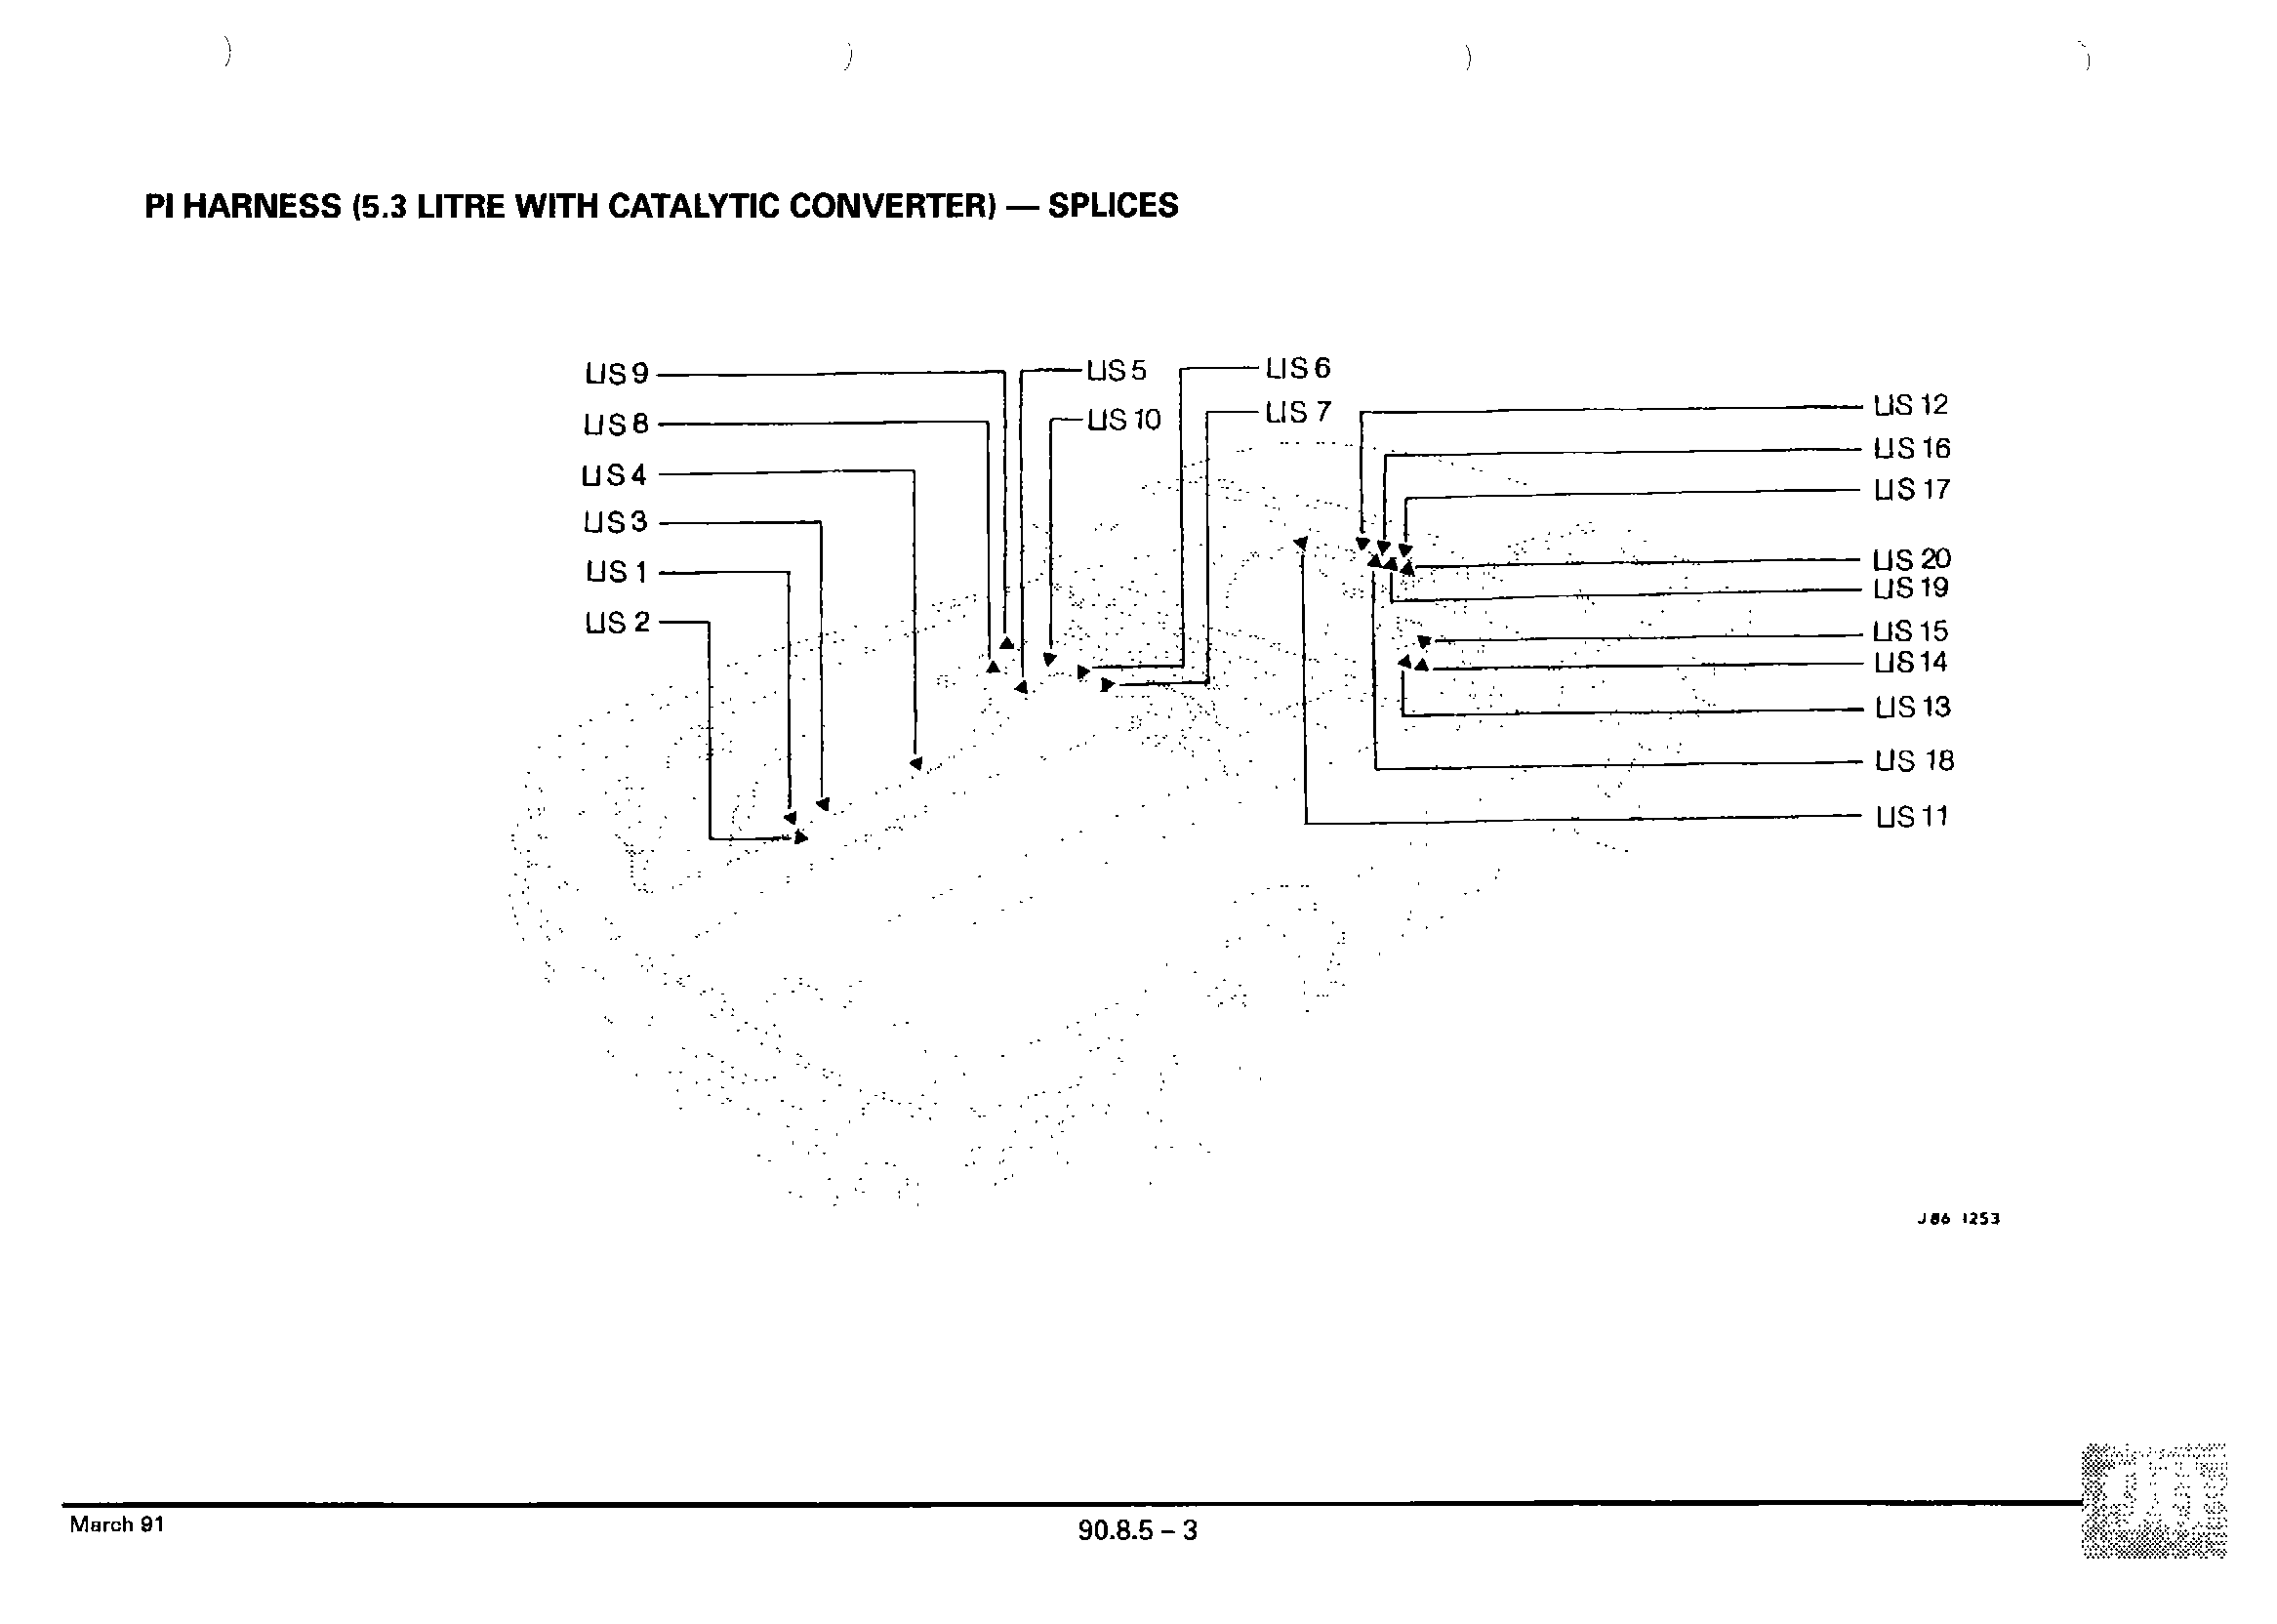 PI HARNESS (5.3 LITRE WITH CATALYTIC CONVERTER) — SPLICES
LIS 9
LIS 8
LIS 4
LIS 3
LIS 1
LIS 2
LIS 5
LIS 10
LIS 6
LIS 7
LIS 12
LIS 16
LIS 17
LIS 20
LIS 19
LIS 15
LIS 14
LIS 13
LIS 18
LIS 11
J86 1253
March 91
90.8.5 – 3